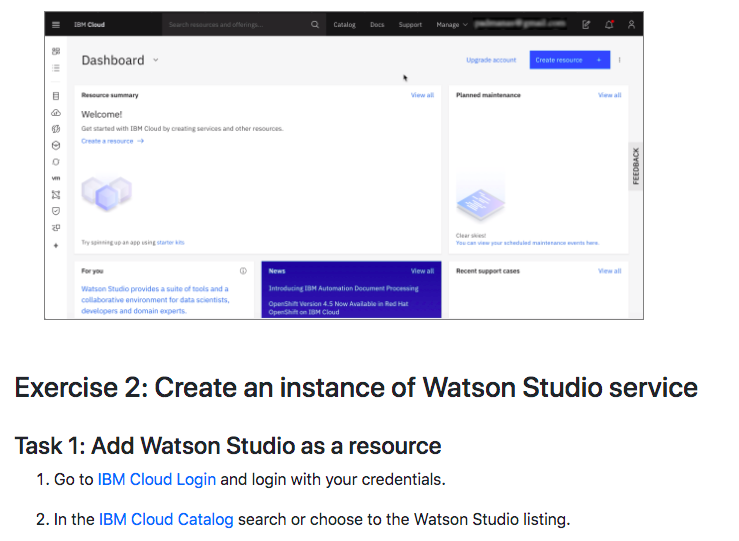 IBM Cloud
Search resources and offerings...
Catalog
Docs
Support
Manage
Dashboard
Upgrade account
Create resource +
Resource summary
View all
Welcome!
Get started with IBM Cloud by creating services and other resources.
Create a resource →
Try spinning up an app using starter kits
Planned maintenance
View all
Clear skies!
You can view your scheduled maintenance events here.
FEEDBACK
vm
For you
Watson Studio provides a suite of tools and a
collaborative environment for data scientists,
developers and domain experts.
News
View all
Introducing IBM Automation Document Processing
OpenShift Version 4.5 Now Available in Red Hat
OpenShift on IBM Cloud
Recent support cases
View all
Exercise 2: Create an instance of Watson Studio service
Task 1: Add Watson Studio as a resource
1. Go to IBM Cloud Login and login with your credentials.
2. In the IBM Cloud Catalog search or choose to the Watson Studio listing.